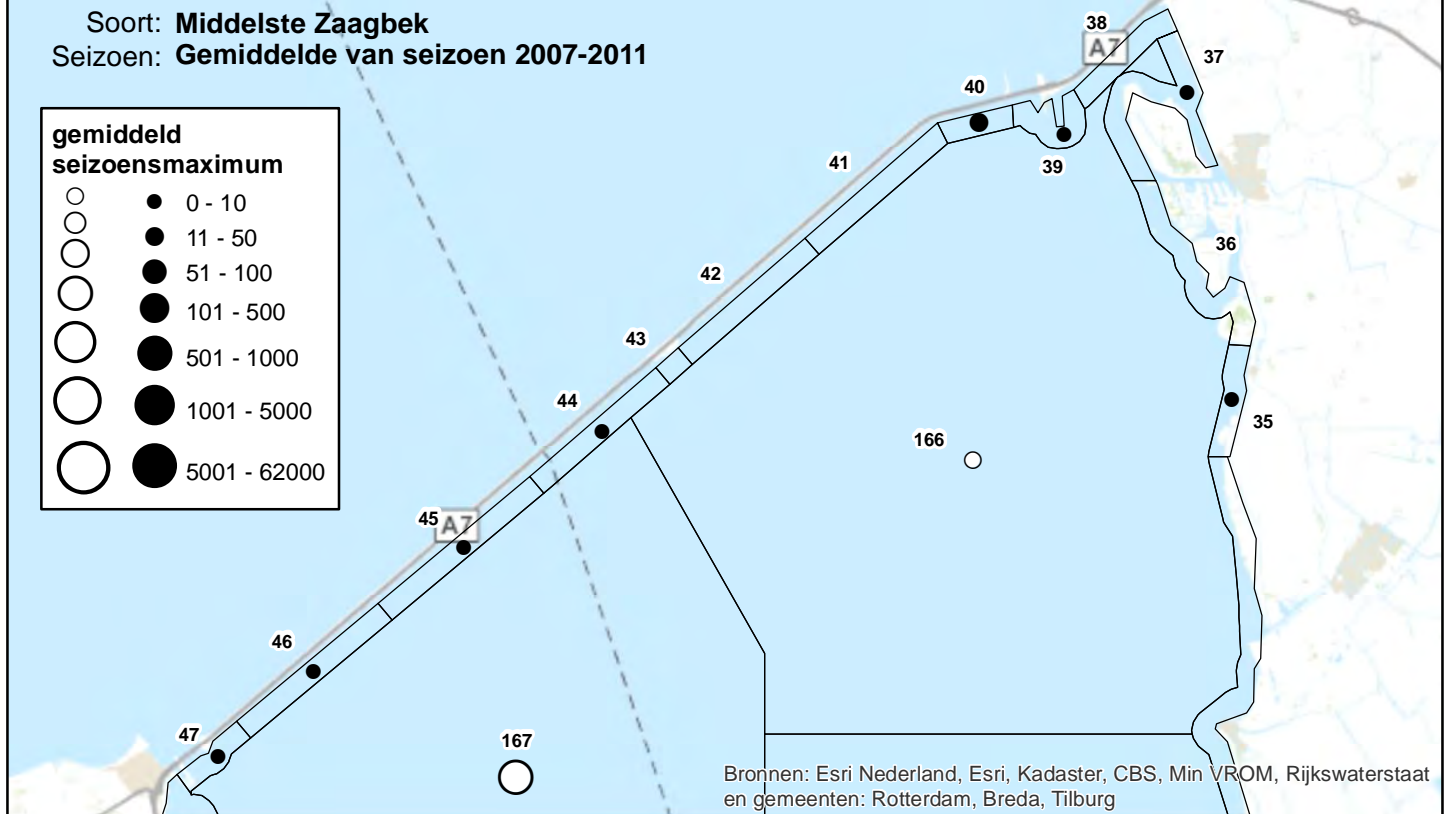 Soort: Middelste Zaagbek
Seizoen: Gemiddelde van seizoen 2007-2011
gemiddeld
seizoensmaximum
0 - 10
11 - 50
51 - 100
101 - 500
501 - 1000
1001 - 5000
5001 - 62000
38
A7
37
40
39
41
36
42
43
44
35
166
45
A7
46
47
167
Bronnen: Esri Nederland, Esri, Kadaster, CBS, Min VROM, Rijkswaterstaat
en gemeenten: Rotterdam, Breda, Tilburg